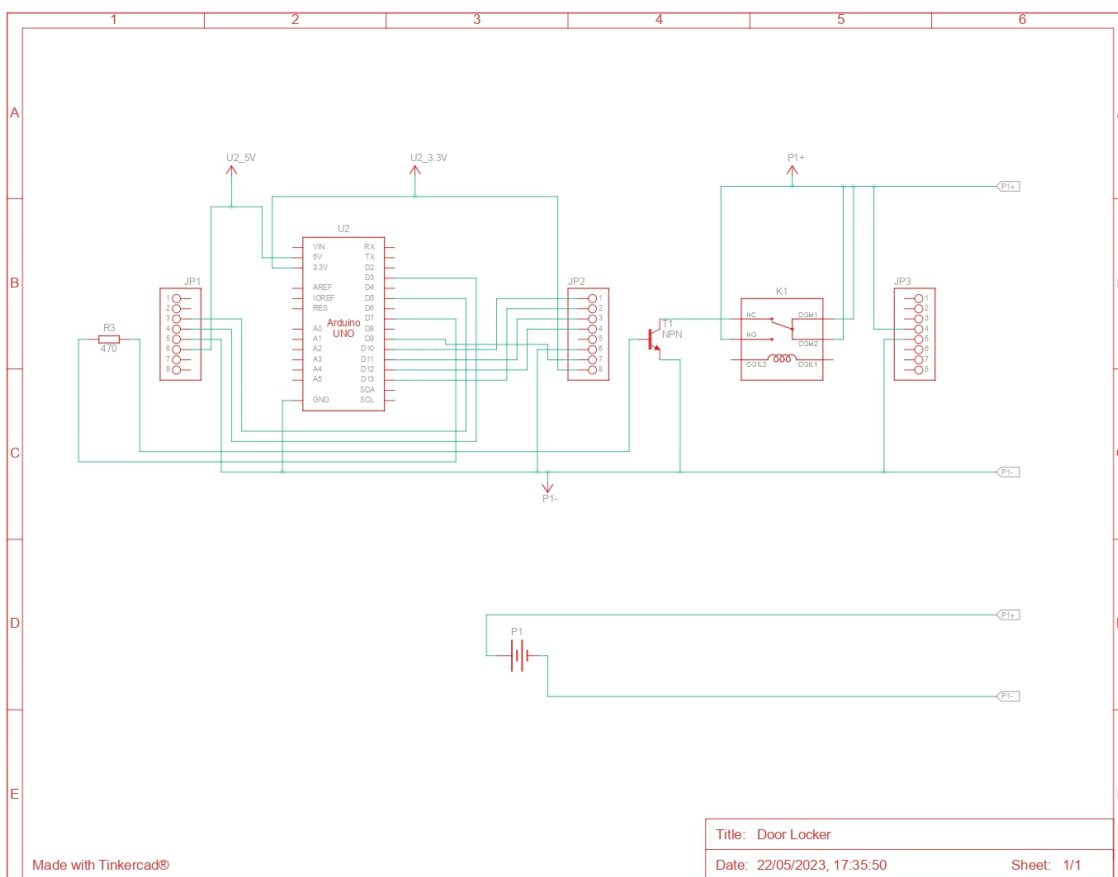 1 2 3 4 5 6
A
B
C
D
E
U2_5V
U2_3.3V
P1+
P1+
U2
VIN RX
5V TX
3.3V D2
D3
AREF D4
IOREF D5
RES D6
D7
A0 D8
A1 D9
A2 D10
A3 D11
A4 D12
A5 D13
SDA
GND SCL
Arduino
UNO
JP1
1
2
3
4
5
6
7
8
R3
470
JP2
1
2
3
4
5
6
7
8
T1
NPN
K1
NC COM1
NO
COM2
COIL2 COIL1
JP3
1
2
3
4
5
6
7
8
P1-
P1-
P1+
P1
P1-
Title: Door Locker
Made with Tinkercad®
Date: 22/05/2023, 17:35:50 Sheet: 1/1